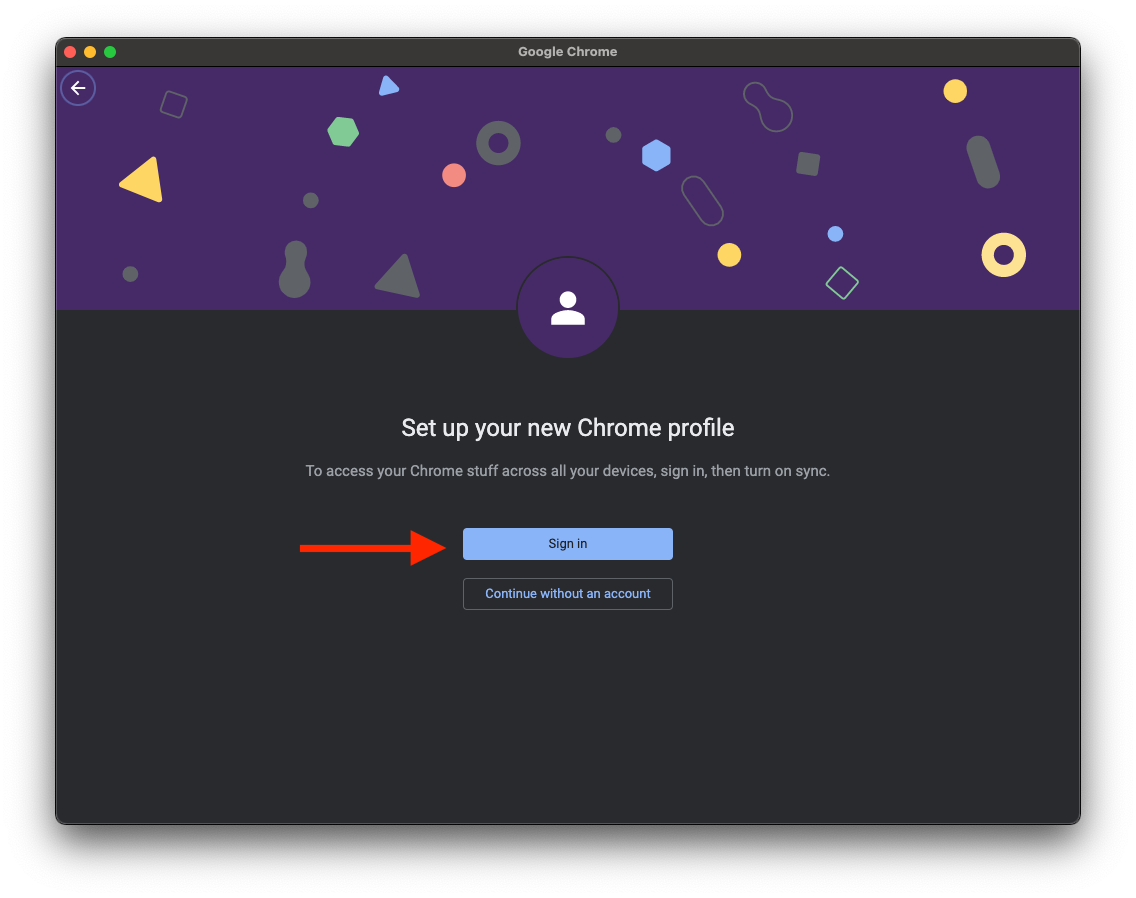 Google Chrome
Set up your new Chrome profile
To access your Chrome stuff across all your devices, sign in, then turn on sync.
Sign in
Continue without an account